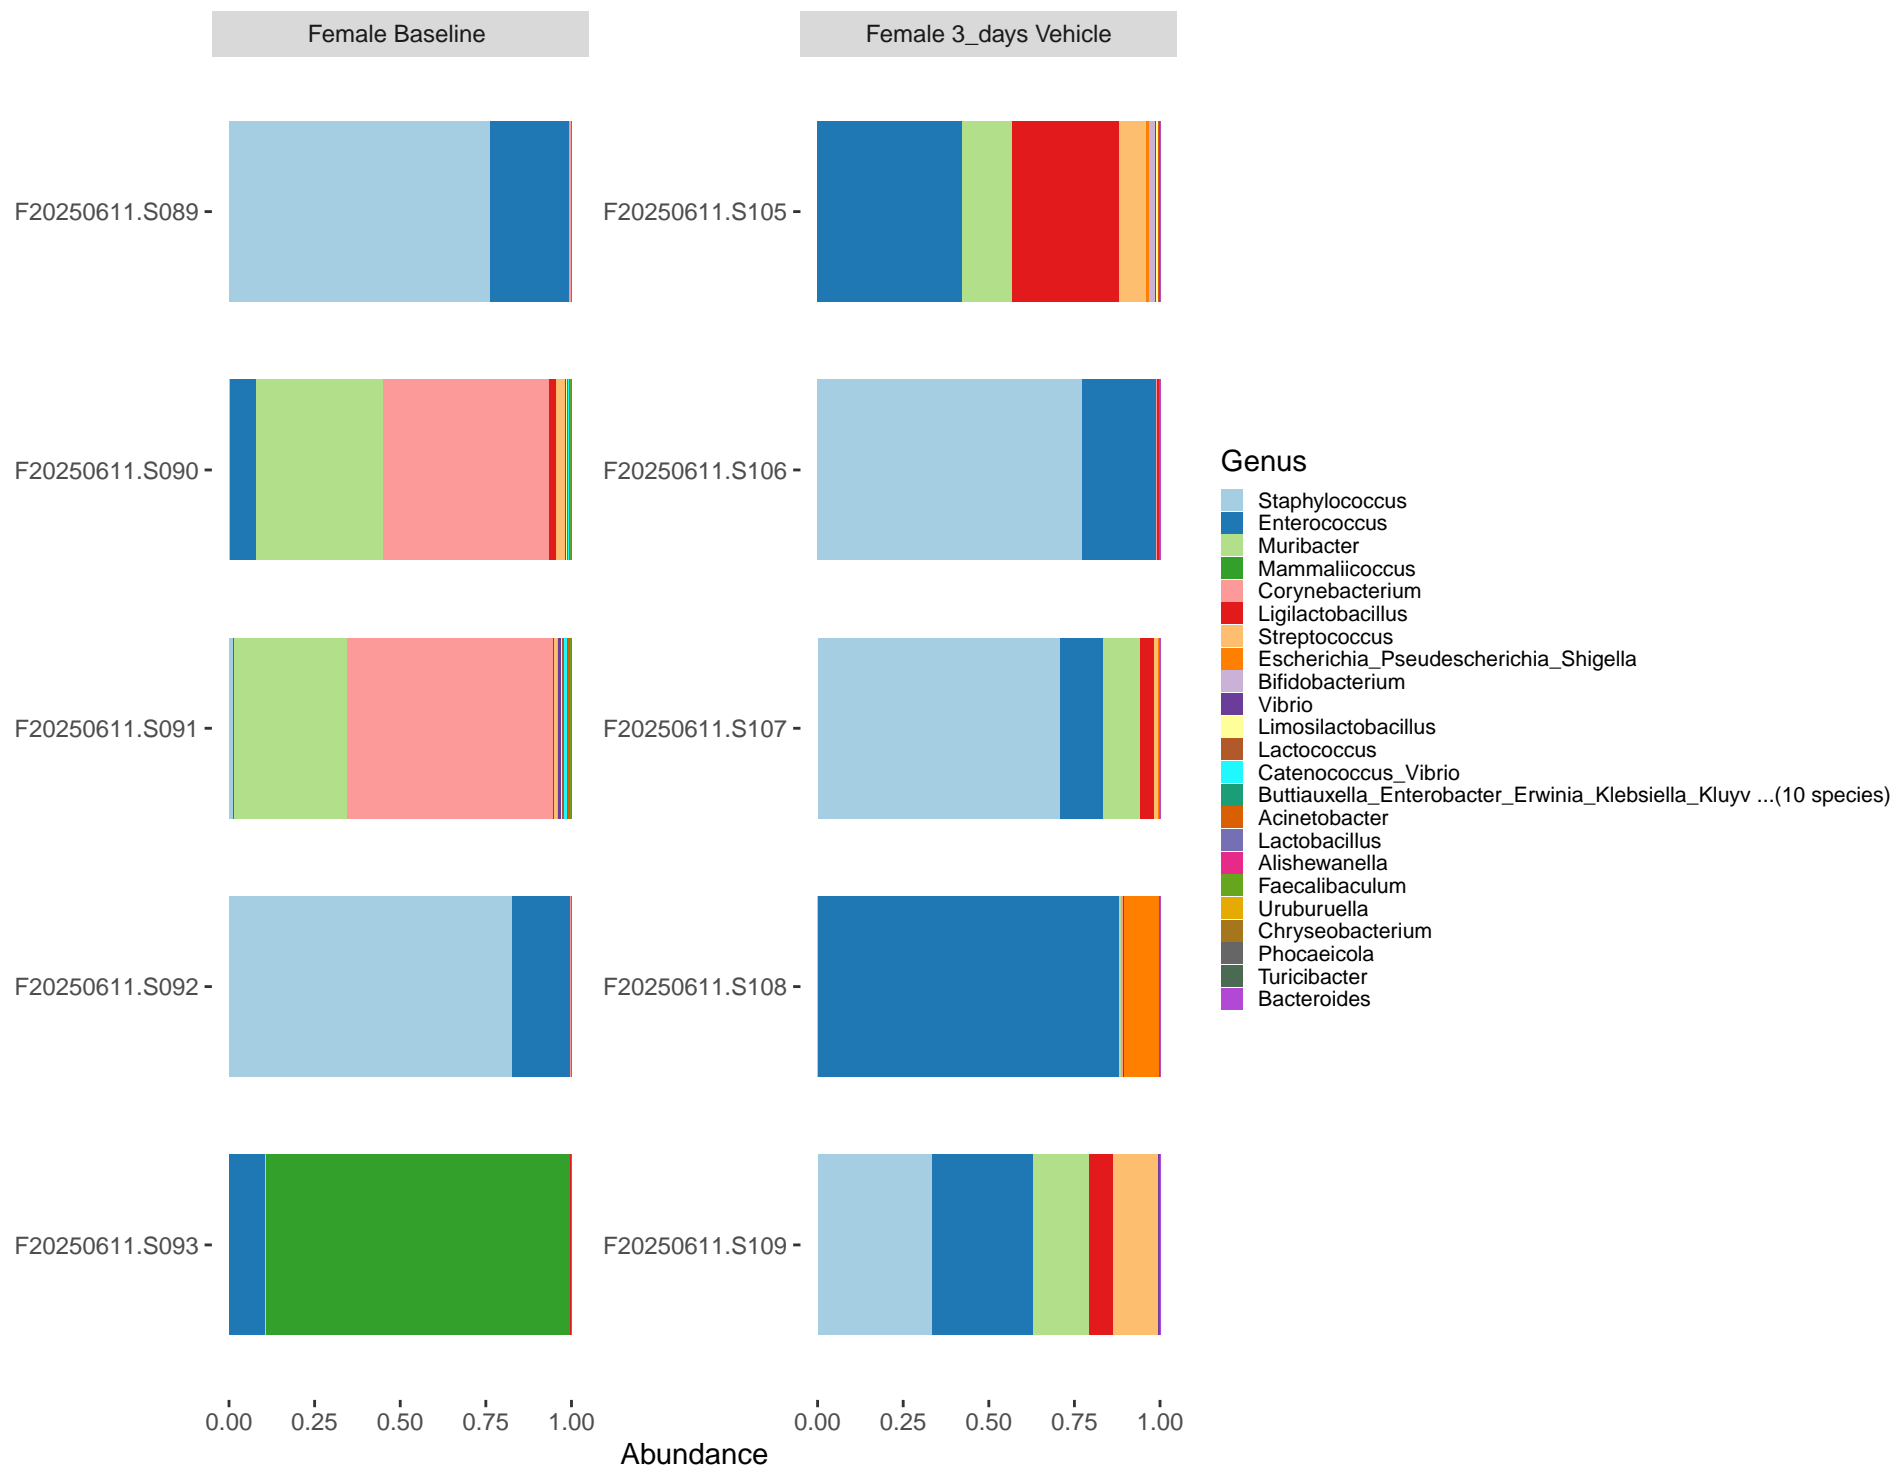 Female Baseline
Female 3_days Vehicle
F20250611.S089
F20250611.S105
F20250611.S090
F20250611.S106
F20250611.S091
F20250611.S107
F20250611.S092
F20250611.S108
F20250611.S093
F20250611.S109
Genus
Staphylococcus
Enterococcus
Muribacter
Mammaliicoccus
Corynebacterium
Ligilactobacillus
Streptococcus
Escherichia_Pseudescherichia_Shigella
Bifidobacterium
Vibrio
Limosilactobacillus
Lactococcus
Catenococcus_Vibrio
Buttiauxella_Enterobacter_Erwinia_Klebsiella_Kluyv ...(10 species)
Acinetobacter
Lactobacillus
Alishewanella
Faecalibaculum
Uruburuella
Chryseobacterium
Phocaeicola
Turicibacter
Bacteroides
0.00 0.25 0.50 0.75 1.00
0.00 0.25 0.50 0.75 1.00
Abundance